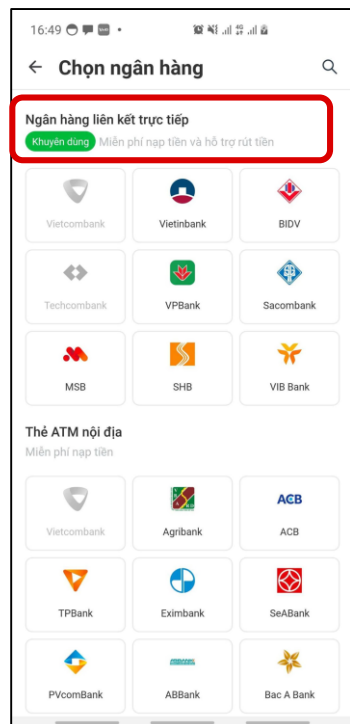 16:49
Chọn ngân hàng
Ngân hàng liên kết trực tiếp
Khuyên dùng Miễn phí nạp tiền và hỗ trợ rút tiền
Vietcombank Vietinbank BIDV
Techcombank VPBank Sacombank
MSB SHB VIB Bank
Thẻ ATM nội địa
Miễn phí nạp tiền
ACB
Vietcombank Agribank ACB
TPBank Eximbank SeABank
PVcomBank ABBank Bac A Bank